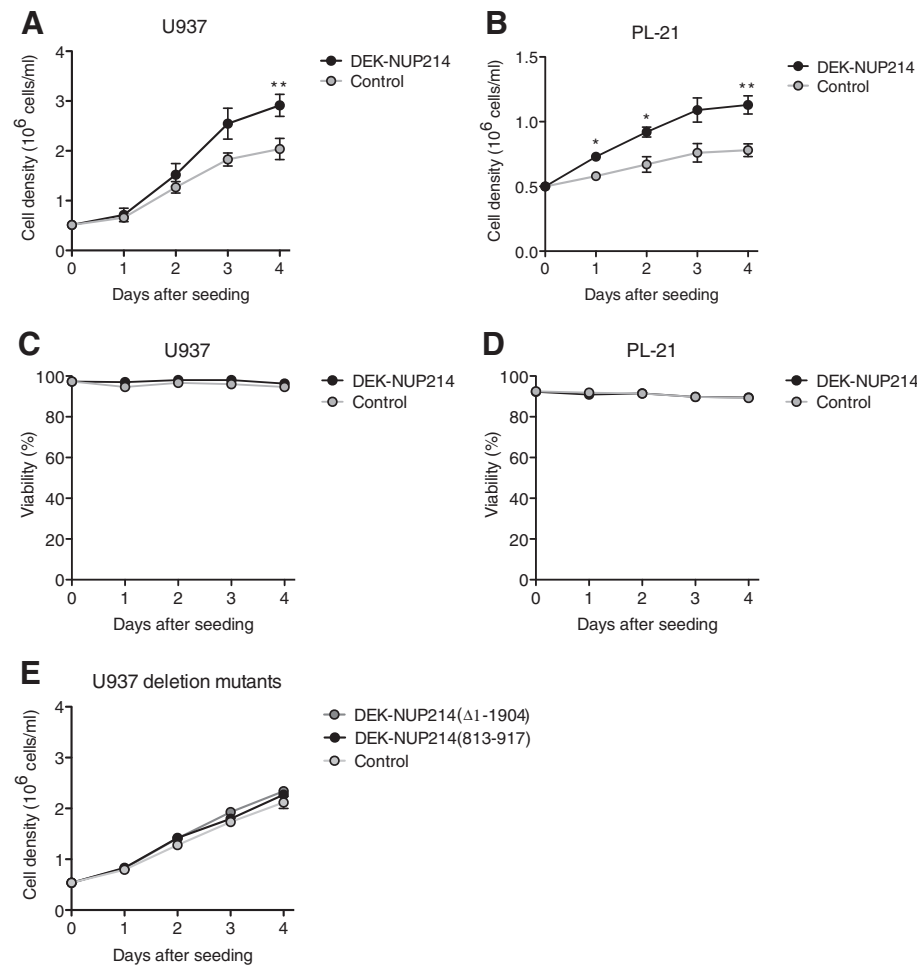 A
U937
4
3
2
1
0
Cell density (10^6 cells/ml)
0 1 2 3 4
Days after seeding
**
DEK-NUP214
Control
B
PL-21
1.5
1.0
0.5
0.0
Cell density (10^6 cells/ml)
0 1 2 3 4
Days after seeding
* * **
DEK-NUP214
Control
C
U937
100
80
60
40
20
0
Viability (%)
0 1 2 3 4
Days after seeding
DEK-NUP214
Control
D
PL-21
100
80
60
40
20
0
Viability (%)
0 1 2 3 4
Days after seeding
DEK-NUP214
Control
E
U937 deletion mutants
4
3
2
1
0
Cell density (10^6 cells/ml)
0 1 2 3 4
Days after seeding
DEK-NUP214(Δ1-1904)
DEK-NUP214(813-917)
Control